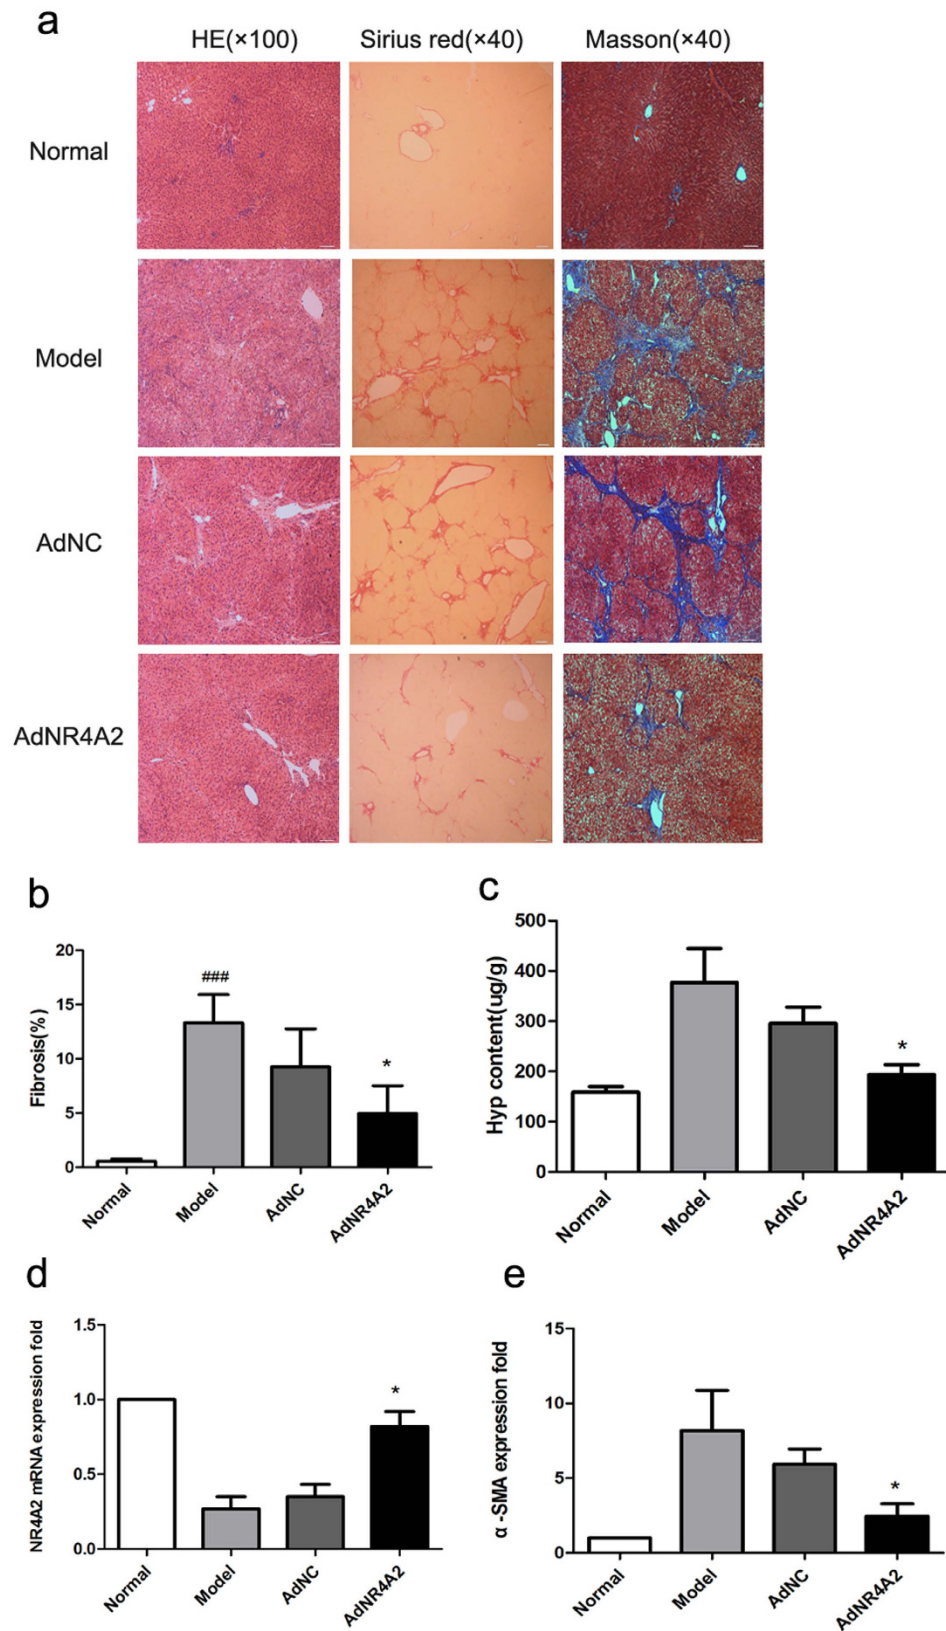 a
HE(×100) Sirius red(×40) Masson(×40)
Normal
Model
AdNC
AdNR4A2
b
Fibrosis(%)
20
15
10
5
0
###
*
Normal Model AdNC AdNR4A2
c
Hyp content(ug/g)
500
400
300
200
100
0
*
Normal Model AdNC AdNR4A2
d
NR4A2 mRNA expression fold
1.5
1.0
0.5
0.0
*
Normal Model AdNC AdNR4A2
e
α -SMA expression fold
15
10
5
0
*
Normal Model AdNC AdNR4A2